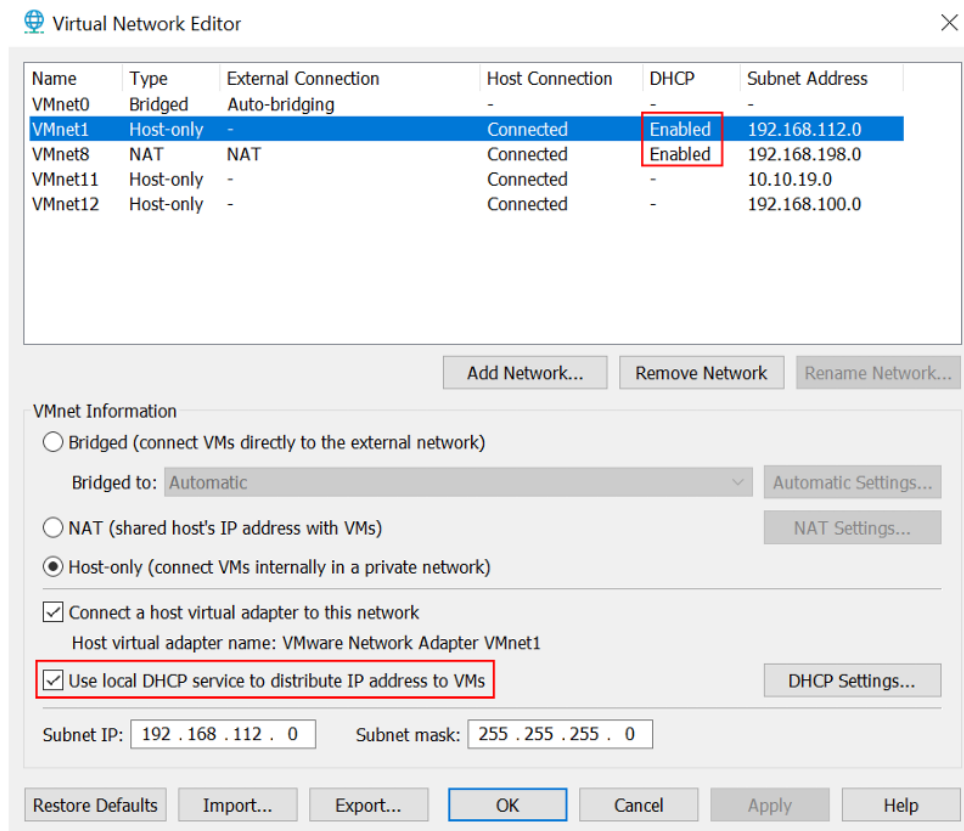 Virtual Network Editor
Name Type External Connection Host Connection DHCP Subnet Address
VMnet0 Bridged Auto-bridging - - -
VMnet1 Host-only - Connected Enabled 192.168.112.0
VMnet8 NAT NAT Connected Enabled 192.168.198.0
VMnet11 Host-only - Connected - 10.10.19.0
VMnet12 Host-only - Connected - 192.168.100.0
Add Network... Remove Network Rename Network...
VMnet Information
Bridged (connect VMs directly to the external network)
Bridged to: Automatic Automatic Settings...
NAT (shared host's IP address with VMs) NAT Settings...
Host-only (connect VMs internally in a private network)
Connect a host virtual adapter to this network
Host virtual adapter name: VMware Network Adapter VMnet1
Use local DHCP service to distribute IP address to VMs DHCP Settings...
Subnet IP: 192 . 168 . 112 . 0 Subnet mask: 255 . 255 . 255 . 0
Restore Defaults Import... Export... OK Cancel Apply Help